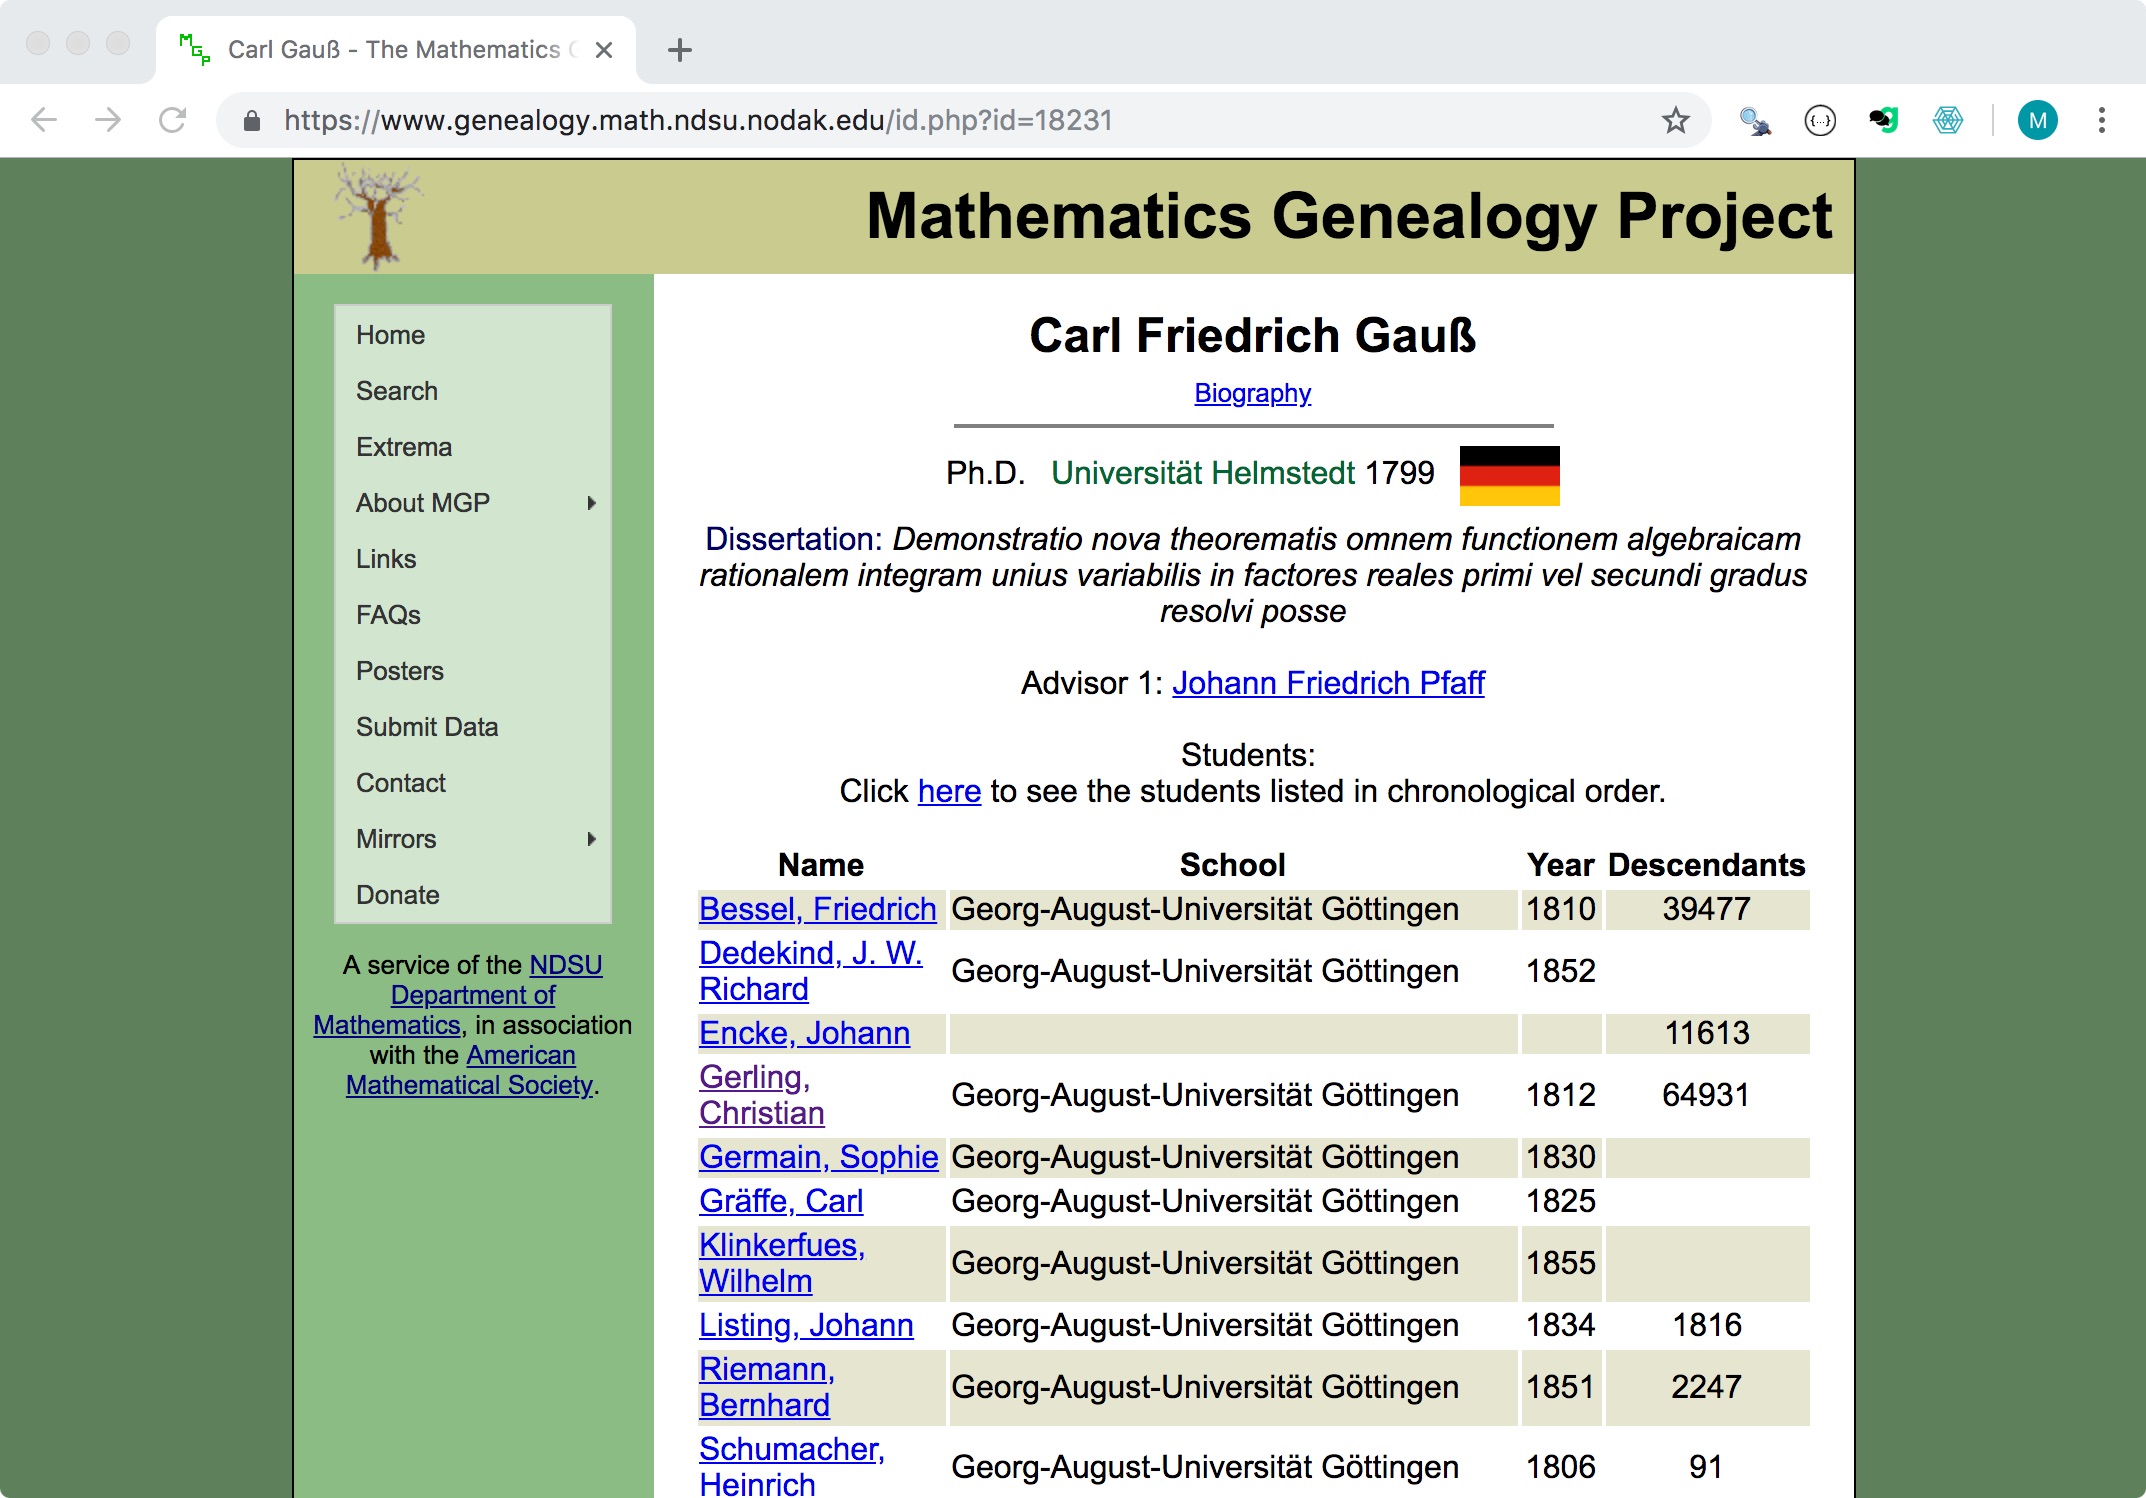 MGP
Carl Gauß - The Mathematics
https://www.genealogy.math.ndsu.nodak.edu/id.php?id=18231
{...}
g
M
Mathematics Genealogy Project
Home
Search
Extrema
About MGP
Links
FAQs
Posters
Submit Data
Contact
Mirrors
Donate
A service of the NDSU
Department of
Mathematics, in association
with the American
Mathematical Society.
Carl Friedrich Gauß
Biography
Ph.D. Universität Helmstedt 1799
Dissertation: Demonstratio nova theorematis omnem functionem algebraicam
rationalem integram unius variabilis in factores reales primi vel secundi gradus
resolvi posse
Advisor 1: Johann Friedrich Pfaff
Students:
Click here to see the students listed in chronological order.
Name School Year Descendants
Bessel, Friedrich Georg-August-Universität Göttingen 1810 39477
Dedekind, J. W.
Richard Georg-August-Universität Göttingen 1852
Encke, Johann 11613
Gerling,
Christian Georg-August-Universität Göttingen 1812 64931
Germain, Sophie Georg-August-Universität Göttingen 1830
Gräffe, Carl Georg-August-Universität Göttingen 1825
Klinkerfues,
Wilhelm Georg-August-Universität Göttingen 1855
Listing, Johann Georg-August-Universität Göttingen 1834 1816
Riemann,
Bernhard Georg-August-Universität Göttingen 1851 2247
Schumacher,
Heinrich Georg-August-Universität Göttingen 1806 91